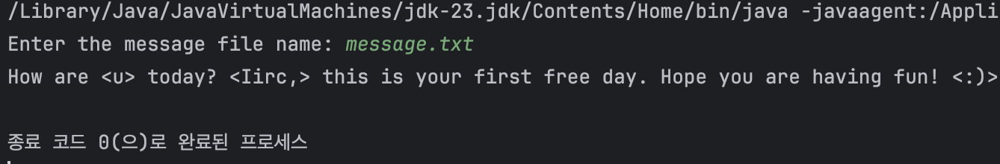 /Library/Java/JavaVirtualMachines/jdk-23.jdk/Contents/Home/bin/java -javaagent:/Appli
Enter the message file name: message.txt
How are <u> today? <Iirc,> this is your first free day. Hope you are having fun! <:)>
종료 코드 0(으)로 완료된 프로세스